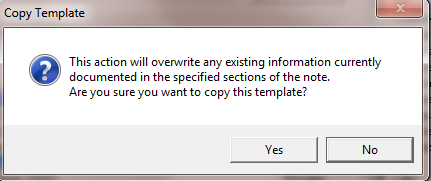 Copy Template
This action will overwrite any existing information currently
documented in the specified sections of the note.
Are you sure you want to copy this template?
Yes
No